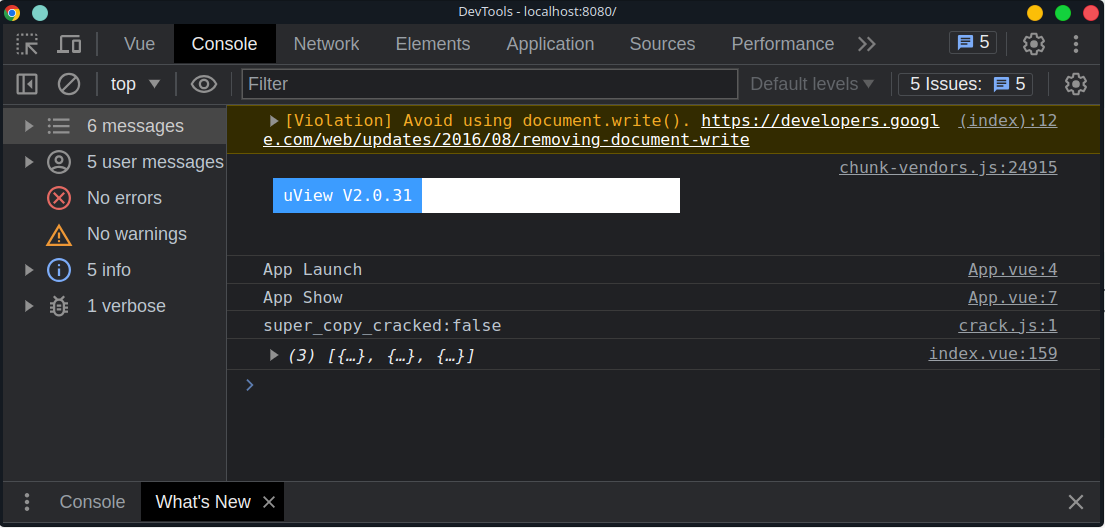 DevTools - localhost:8080/
Vue Console Network Elements Application Sources Performance 5
top Filter Default levels 5 Issues: 5
6 messages
5 user messages
No errors
No warnings
5 info
1 verbose
[Violation] Avoid using document.write(). https://developers.googl (index):12
e.com/web/updates/2016/08/removing-document-write
chunk-vendors.js:24915
uView V2.0.31
App Launch App.vue:4
App Show App.vue:7
super_copy_cracked:false crack.js:1
(3) [{…}, {…}, {…}] index.vue:159
Console What's New